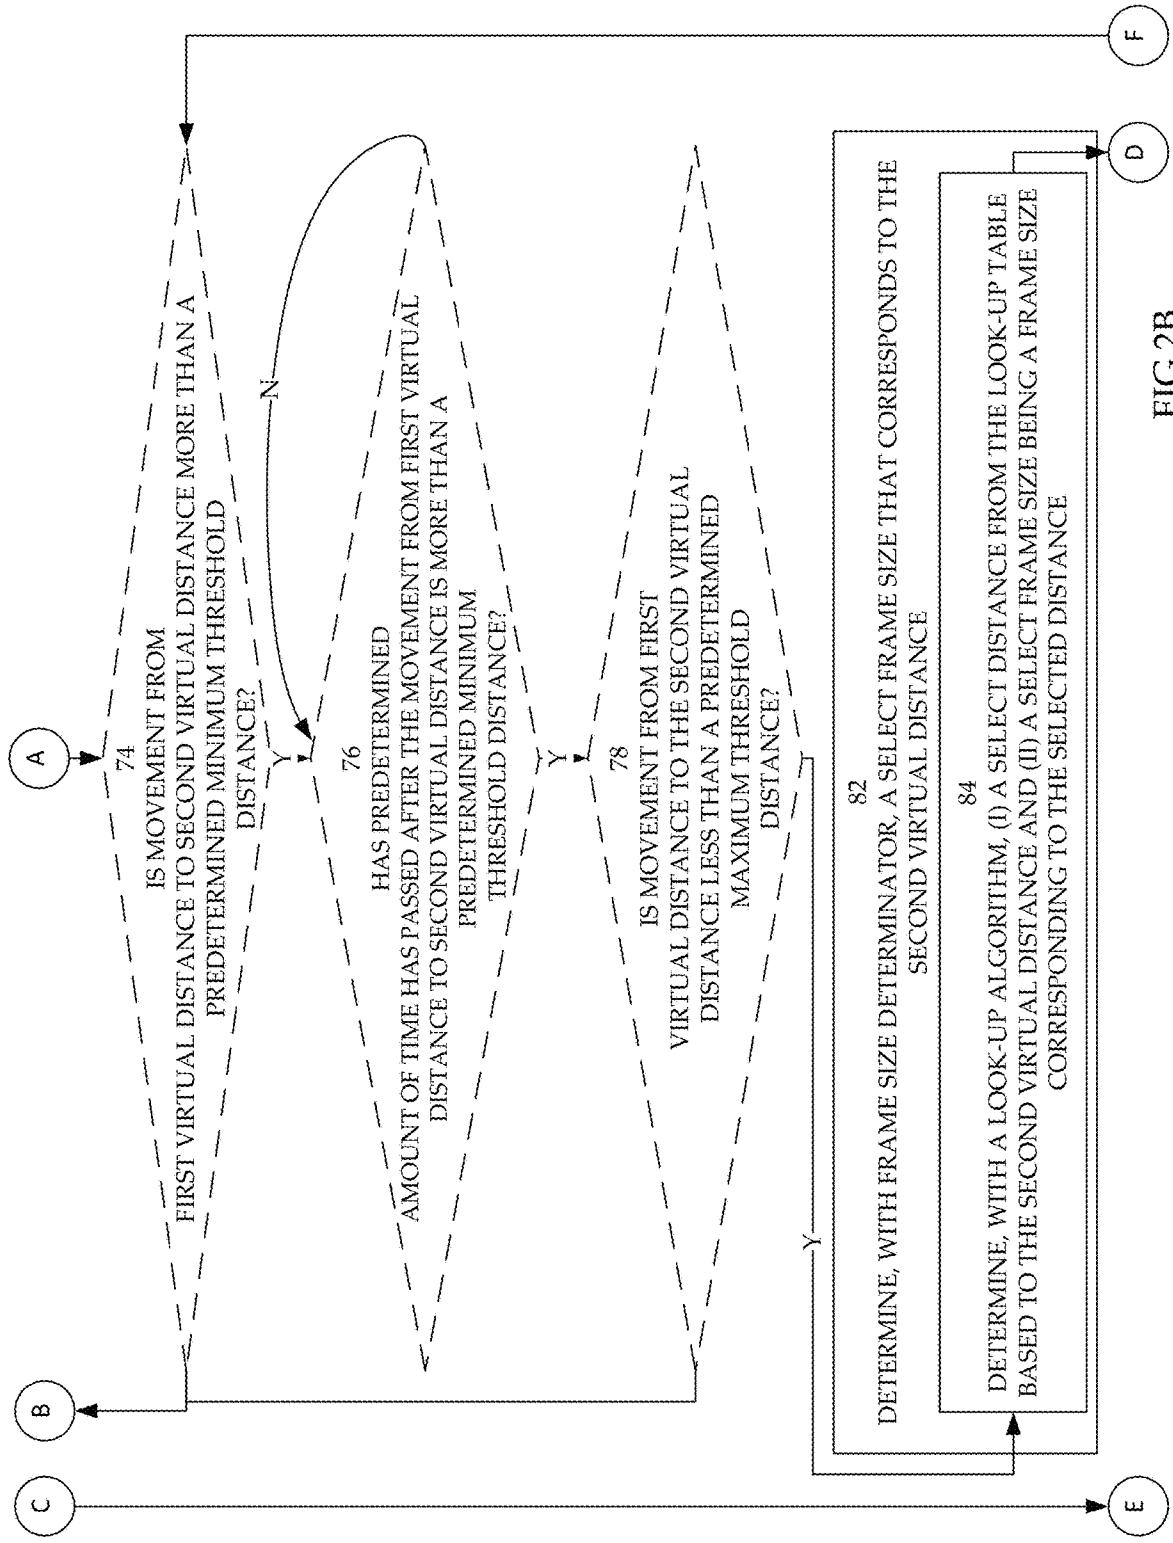 A
B
C
74
IS MOVEMENT FROM
FIRST VIRTUAL DISTANCE TO SECOND VIRTUAL DISTANCE MORE THAN A
PREDETERMINED MINIMUM THRESHOLD
DISTANCE?
Y
N
76
HAS PREDETERMINED
AMOUNT OF TIME HAS PASSED AFTER THE MOVEMENT FROM FIRST VIRTUAL
DISTANCE TO SECOND VIRTUAL DISTANCE IS MORE THAN A
PREDETERMINED MINIMUM
THRESHOLD DISTANCE?
Y
78
IS MOVEMENT FROM FIRST
VIRTUAL DISTANCE TO THE SECOND VIRTUAL
DISTANCE LESS THAN A PREDETERMINED
MAXIMUM THRESHOLD
DISTANCE?
Y
82
DETERMINE, WITH FRAME SIZE DETERMINATOR, A SELECT FRAME SIZE THAT CORRESPONDS TO THE
SECOND VIRTUAL DISTANCE
84
DETERMINE, WITH A LOOK-UP ALGORITHM, (I) A SELECT DISTANCE FROM THE LOOK-UP TABLE
BASED TO THE SECOND VIRTUAL DISTANCE AND (II) A SELECT FRAME SIZE BEING A FRAME SIZE
CORRESPONDING TO THE SELECTED DISTANCE
E
D
F
FIG 2B